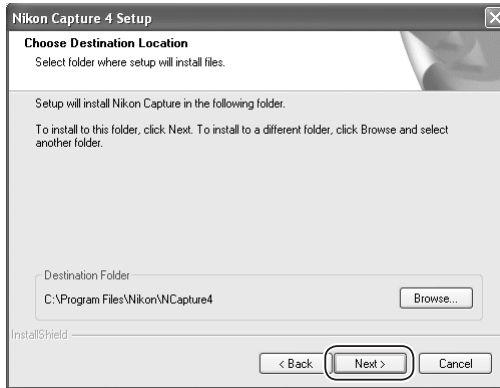 Nikon Capture 4 Setup
Choose Destination Location
Select folder where setup will install files.
Setup will install Nikon Capture in the following folder.
To install to this folder, click Next. To install to a different folder, click Browse and select
another folder.
Destination Folder
C:\Program Files\Nikon\NCapture4
Browse...
InstallShield
< Back
Next >
Cancel